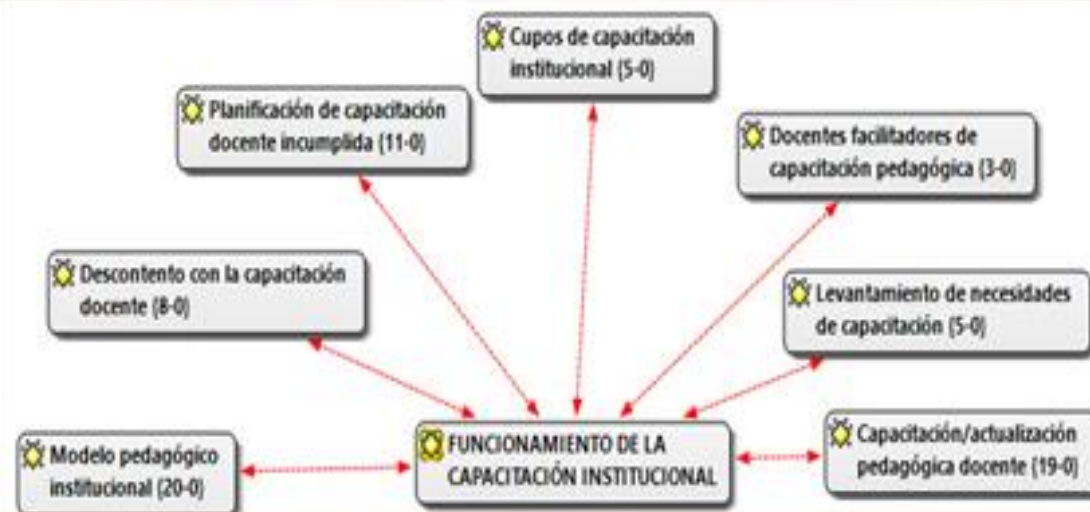 Cupos de capacitación
institucional {5-0}
Planificación de capacitación
docente incumplida {11-0}
Docentes facilitadores de
capacitación pedagógica {3-0}
Descontento con la capacitación
docente {8-0}
Levantamiento de necesidades
de capacitación {5-0}
Modelo pedagógico
institucional {20-0}
FUNCIONAMIENTO DE LA
CAPACITACIÓN INSTITUCIONAL
Capacitación/actualización
pedagógica docente {19-0}